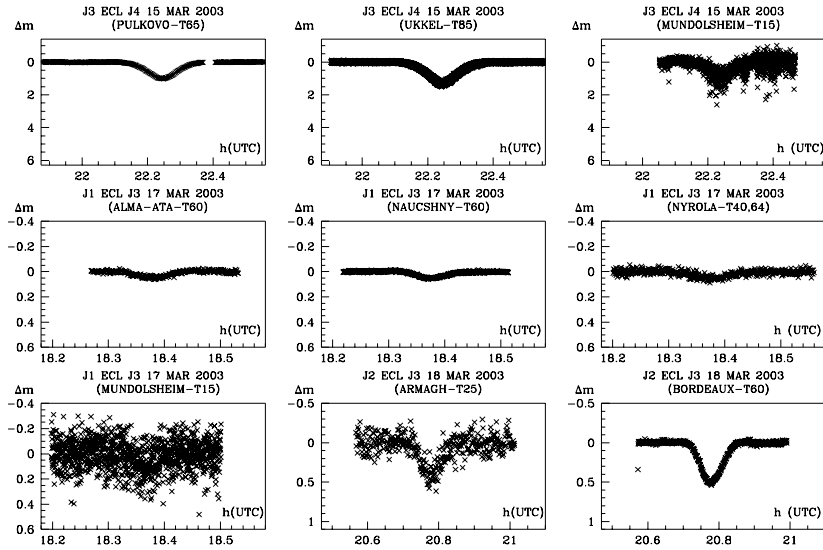 J3 ECL J4 15 MAR 2003
(PULKOVO-T65)
Δm
0
2
4
6
h(UTC)
22 22.2 22.4
J3 ECL J4 15 MAR 2003
(UKKEL-T85)
Δm
0
2
4
6
h(UTC)
22 22.2 22.4
J3 ECL J4 15 MAR 2003
(MUNDOLSHEIM-T15)
Δm
0
2
4
6
h (UTC)
22 22.2 22.4
J1 ECL J3 17 MAR 2003
(ALMA-ATA-T60)
Δm
-0.4
-0.2
0
0.2
0.4
0.6
h(UTC)
18.2 18.3 18.4 18.5
J1 ECL J3 17 MAR 2003
(NAUCSHNY-T60)
Δm
-0.4
-0.2
0
0.2
0.4
0.6
h(UTC)
18.2 18.3 18.4 18.5
J1 ECL J3 17 MAR 2003
(NYROLA-T40,64)
Δm
-0.4
-0.2
0
0.2
0.4
0.6
h (UTC)
18.2 18.3 18.4 18.5
J1 ECL J3 17 MAR 2003
(MUNDOLSHEIM-T15)
Δm
-0.4
-0.2
0
0.2
0.4
0.6
h(UTC)
18.2 18.3 18.4 18.5
J2 ECL J3 18 MAR 2003
(ARMAGH-T25)
Δm
-0.5
0
0.5
1
h(UTC)
20.6 20.8 21
J2 ECL J3 18 MAR 2003
(BORDEAUX-T60)
Δm
-0.5
0
0.5
1
h (UTC)
20.6 20.8 21